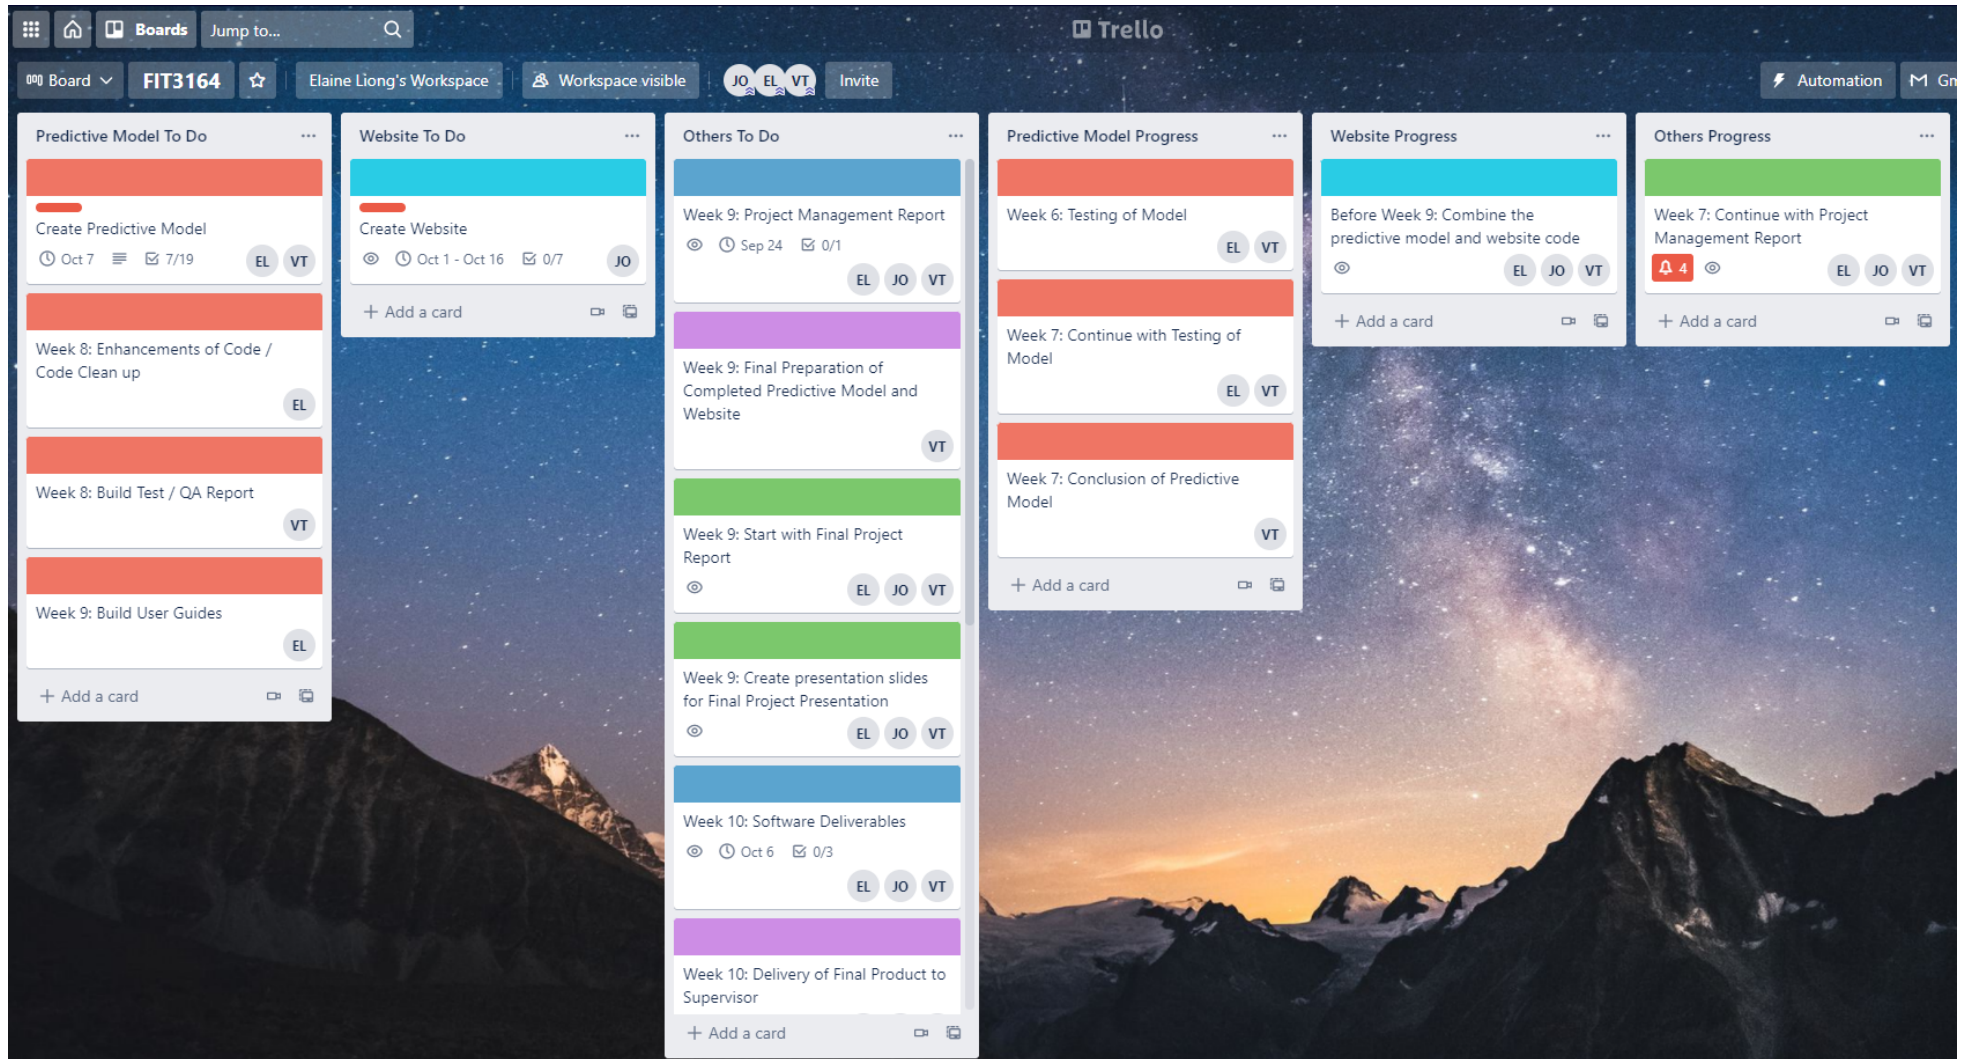 Boards
Jump to...
Trello
Board
FIT3164
Elaine Liong's Workspace
Workspace visible
JO
EL
VT
Invite
Automation
Gm
Predictive Model To Do
Create Predictive Model
Oct 7
7/19
EL
VT
Week 8: Enhancements of Code /
Code Clean up
EL
Week 8: Build Test / QA Report
VT
Week 9: Build User Guides
EL
+ Add a card
Website To Do
Create Website
Oct 1 - Oct 16
0/7
JO
+ Add a card
Others To Do
Week 9: Project Management Report
Sep 24
0/1
EL
JO
VT
Week 9: Final Preparation of
Completed Predictive Model and
Website
VT
Week 9: Start with Final Project
Report
EL
JO
VT
Week 9: Create presentation slides
for Final Project Presentation
EL
JO
VT
Week 10: Software Deliverables
Oct 6
0/3
EL
JO
VT
Week 10: Delivery of Final Product to
Supervisor
+ Add a card
Predictive Model Progress
Week 6: Testing of Model
EL
VT
Week 7: Continue with Testing of
Model
EL
VT
Week 7: Conclusion of Predictive
Model
VT
+ Add a card
Website Progress
Before Week 9: Combine the
predictive model and website code
EL
JO
VT
+ Add a card
Others Progress
Week 7: Continue with Project
Management Report
4
EL
JO
VT
+ Add a card